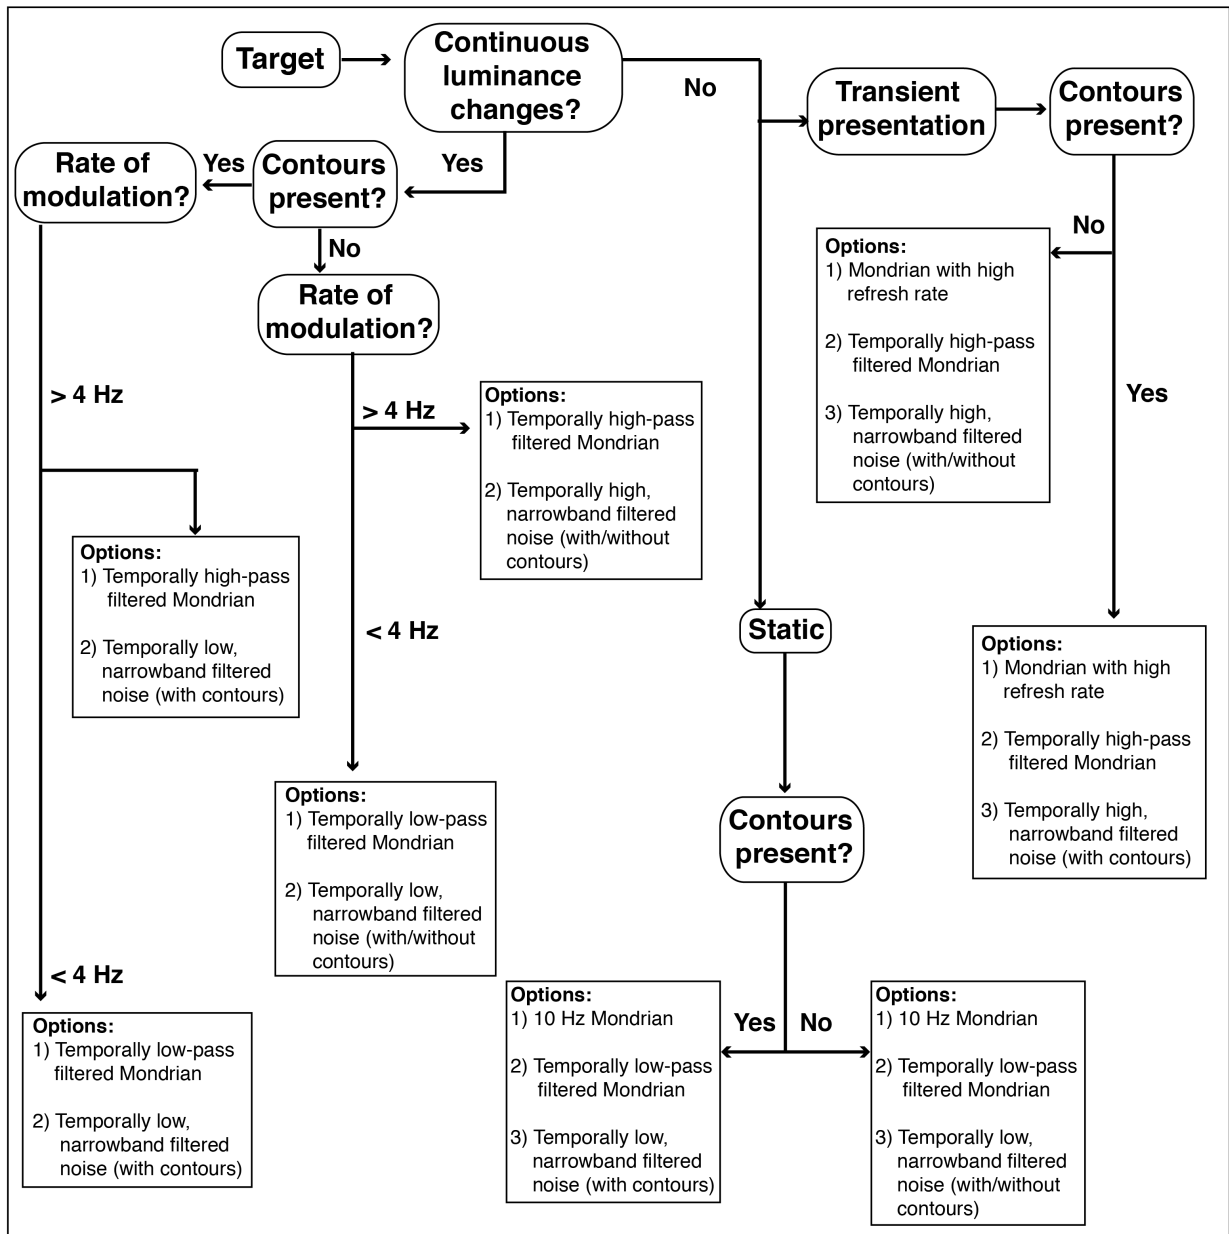 Target
Continuous
luminance
changes?
No
Transient
presentation
Contours
present?
Yes
Contours
present?
Yes
Rate of
modulation?
No
Rate of
modulation?
No
Options:
1) Mondrian with high
refresh rate
2) Temporally high-pass
filtered Mondrian
3) Temporally high,
narrowband filtered
noise (with/without
contours)
Yes
> 4 Hz
> 4 Hz
Options:
1) Temporally high-pass
filtered Mondrian
2) Temporally high,
narrowband filtered
noise (with/without
contours)
Options:
1) Temporally high-pass
filtered Mondrian
2) Temporally low,
narrowband filtered
noise (with contours)
< 4 Hz
Static
Options:
1) Mondrian with high
refresh rate
2) Temporally high-pass
filtered Mondrian
3) Temporally high,
narrowband filtered
noise (with contours)
Options:
1) Temporally low-pass
filtered Mondrian
2) Temporally low,
narrowband filtered
noise (with/without
contours)
Contours
present?
< 4 Hz
Options:
1) Temporally low-pass
filtered Mondrian
2) Temporally low,
narrowband filtered
noise (with contours)
Yes
No
Options:
1) 10 Hz Mondrian
2) Temporally low-pass
filtered Mondrian
3) Temporally low,
narrowband filtered
noise (with contours)
Options:
1) 10 Hz Mondrian
2) Temporally low-pass
filtered Mondrian
3) Temporally low,
narrowband filtered
noise (with/without
contours)